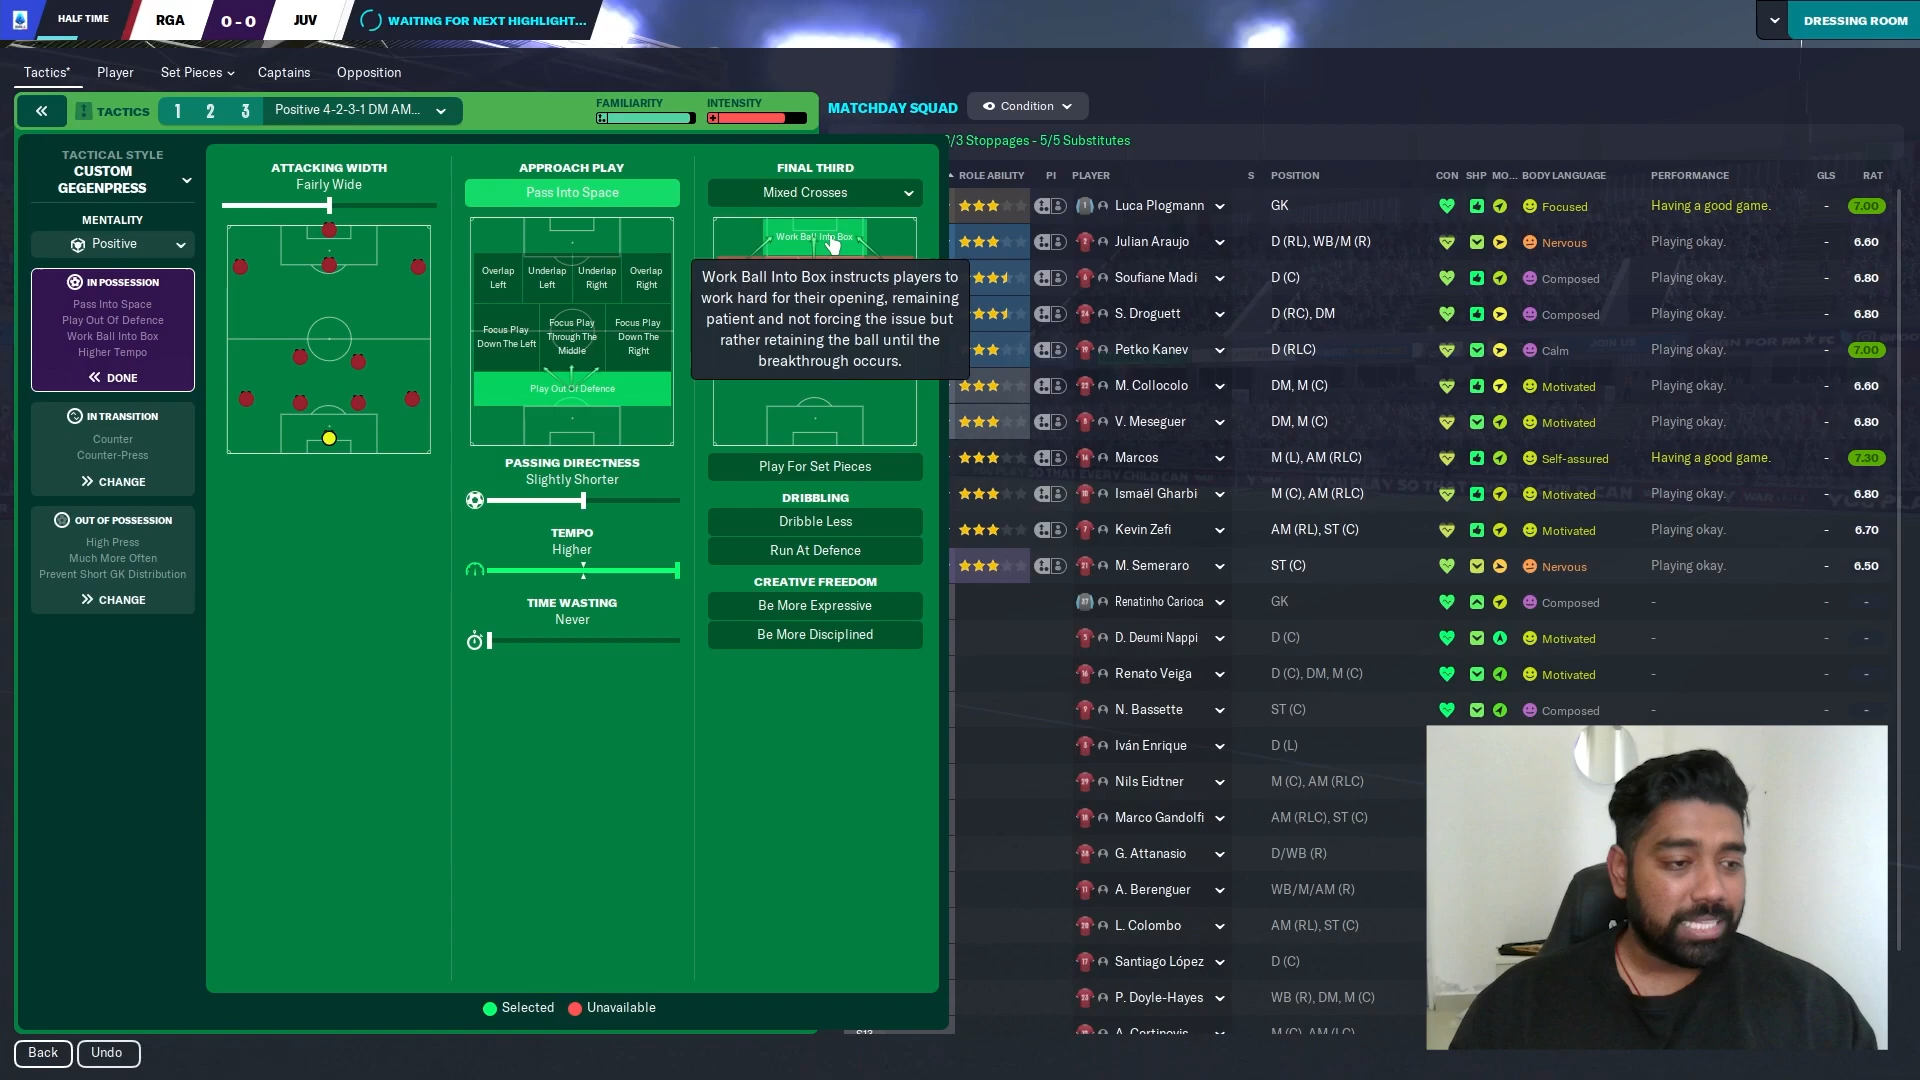 HALF TIME
RGA
0 - 0
JUV
WAITING FOR NEXT HIGHLIGHT...
DRESSING ROOM
Tactics*
Player
Set Pieces
Captains
Opposition
TACTICS
1 2 3
Positive 4-2-3-1 DM AM...
FAMILIARITY
INTENSITY
MATCHDAY SQUAD
Condition
/3 Stoppages - 5/5 Substitutes
TACTICAL STYLE
CUSTOM
GEGENPRESS
MENTALITY
Positive
IN POSSESSION
Pass Into Space
Play Out Of Defence
Work Ball Into Box
Higher Tempo
DONE
IN TRANSITION
Counter
Counter-Press
CHANGE
OUT OF POSSESSION
High Press
Much More Often
Prevent Short GK Distribution
CHANGE
ATTACKING WIDTH
Fairly Wide
APPROACH PLAY
Pass Into Space
Overlap Left
Underlap Left
Underlap Right
Overlap Right
Focus Play Down The Left
Focus Play Through The Middle
Focus Play Down The Right
Play Out Of Defence
PASSING DIRECTNESS
Slightly Shorter
TEMPO
Higher
TIME WASTING
Never
FINAL THIRD
Mixed Crosses
Work Ball Into Box
Work Ball Into Box instructs players to
work hard for their opening, remaining
patient and not forcing the issue but
rather retaining the ball until the
breakthrough occurs.
Play For Set Pieces
DRIBBLING
Dribble Less
Run At Defence
CREATIVE FREEDOM
Be More Expressive
Be More Disciplined
Selected
Unavailable
Back
Undo
ROLE ABILITY PI PLAYER S POSITION CON SHP MO... BODY LANGUAGE PERFORMANCE GLS RAT
Luca Plogmann GK Focused Having a good game. - 7.00
Julian Araujo D (RL), WB/M (R) Nervous Playing okay. - 6.60
Soufiane Madi D (C) Composed Playing okay. - 6.80
S. Droguett D (RC), DM Composed Playing okay. - 6.80
Petko Kanev D (RLC) Calm Playing okay. - 7.00
M. Collocolo DM, M (C) Motivated Playing okay. - 6.60
V. Meseguer DM, M (C) Motivated Playing okay. - 6.80
Marcos M (L), AM (RLC) Self-assured Having a good game. - 7.30
Ismaël Gharbi M (C), AM (RLC) Motivated Playing okay. - 6.80
Kevin Zefi AM (RL), ST (C) Motivated Playing okay. - 6.70
M. Semeraro ST (C) Nervous Playing okay. - 6.50
Renatinho Carioca GK Composed - - -
D. Deumi Nappi D (C) Motivated - - -
Renato Veiga D (C), DM, M (C) Motivated - - -
N. Bassette ST (C) Composed - - -
Iván Enrique D (L)
Nils Eidtner M (C), AM (RLC)
Marco Gandolfi AM (RLC), ST (C)
G. Attanasio D/WB (R)
A. Berenguer WB/M/AM (R)
L. Colombo AM (RL), ST (C)
Santiago López D (C)
P. Doyle-Hayes WB (R), DM, M (C)